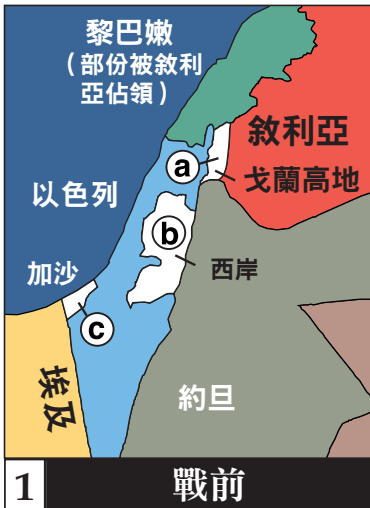 黎巴嫩
（部份被敘利
亞佔領）
敘利亞
a
戈蘭高地
以色列
b
西岸
加沙
c
埃及
約旦
1 戰前